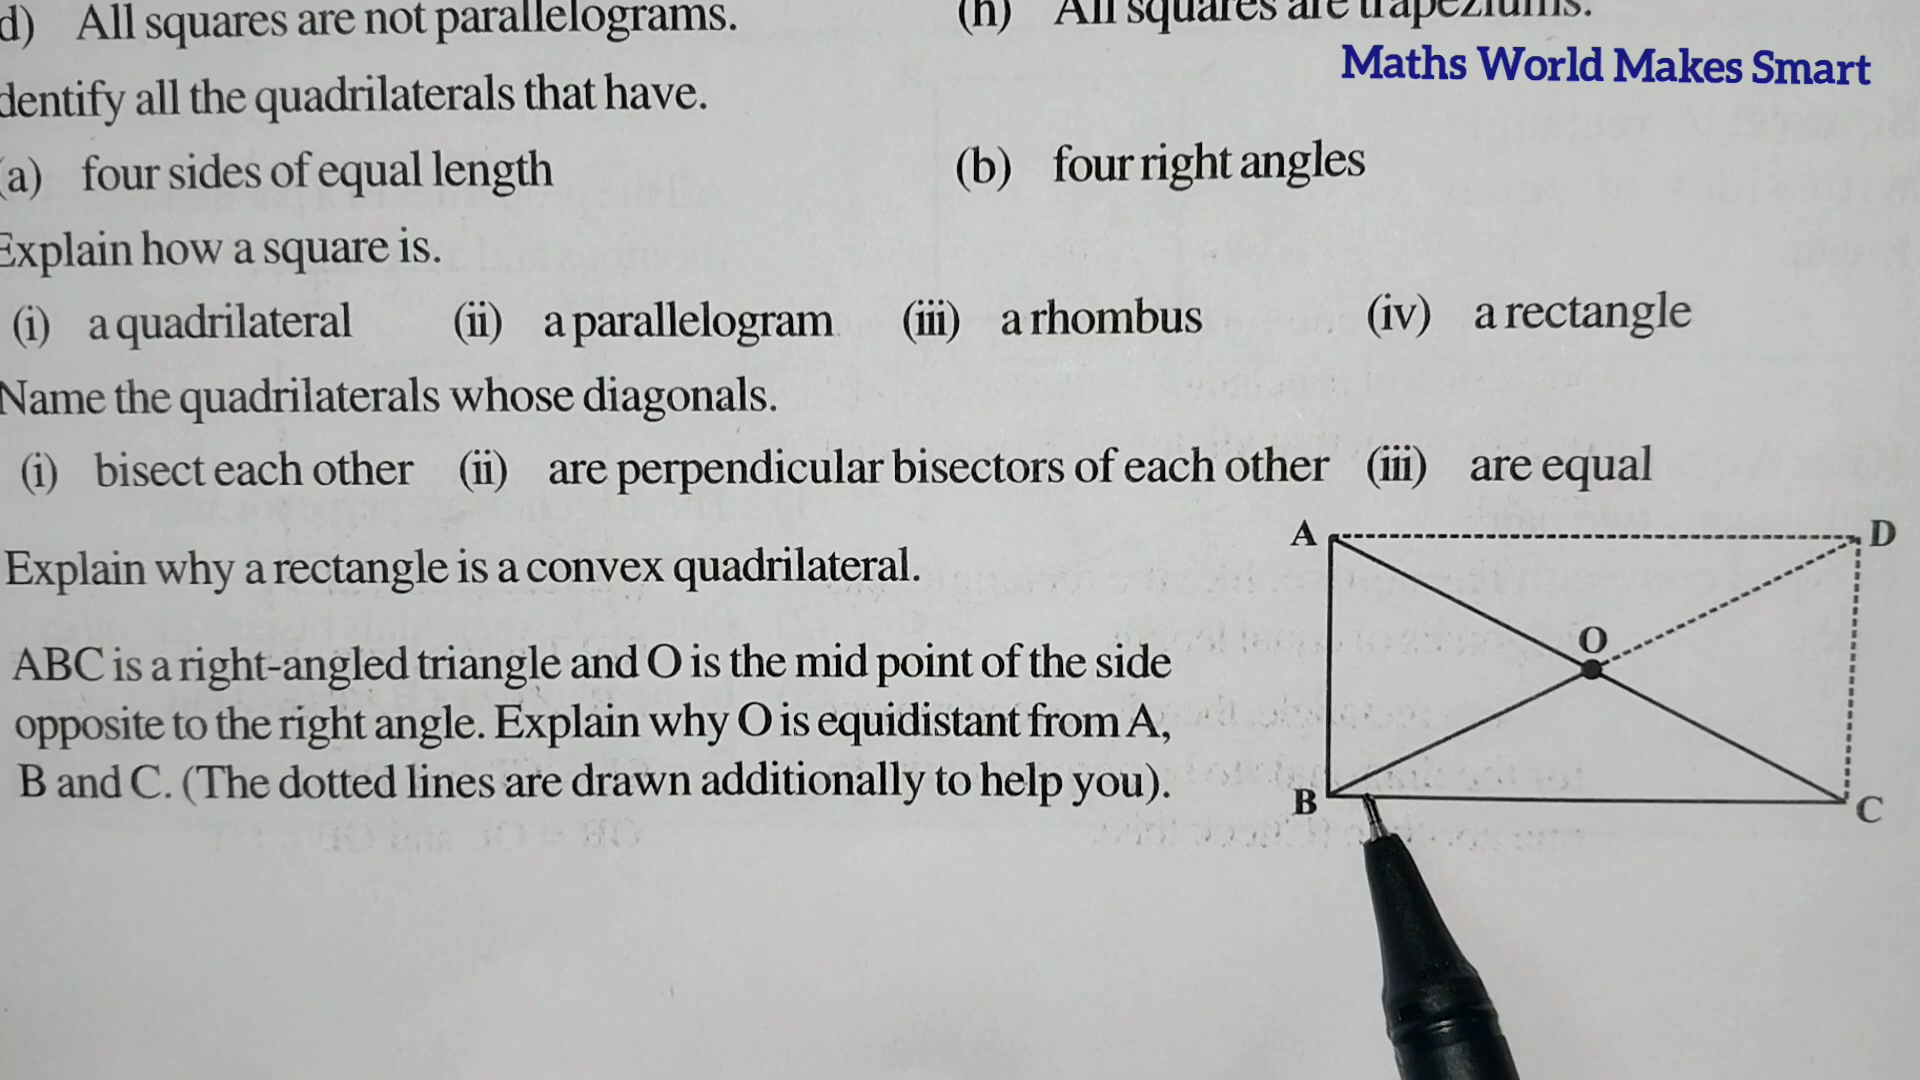 d) All squares are not parallelograms.
(h) All squares are trapeziums.
Maths World Makes Smart
dentify all the quadrilaterals that have.
(a) four sides of equal length
(b) four right angles
Explain how a square is.
(i) a quadrilateral (ii) a parallelogram (iii) a rhombus (iv) a rectangle
Name the quadrilaterals whose diagonals.
(i) bisect each other (ii) are perpendicular bisectors of each other (iii) are equal
Explain why a rectangle is a convex quadrilateral.
ABC is a right-angled triangle and O is the mid point of the side
opposite to the right angle. Explain why O is equidistant from A,
B and C. (The dotted lines are drawn additionally to help you).
A
D
O
B
C